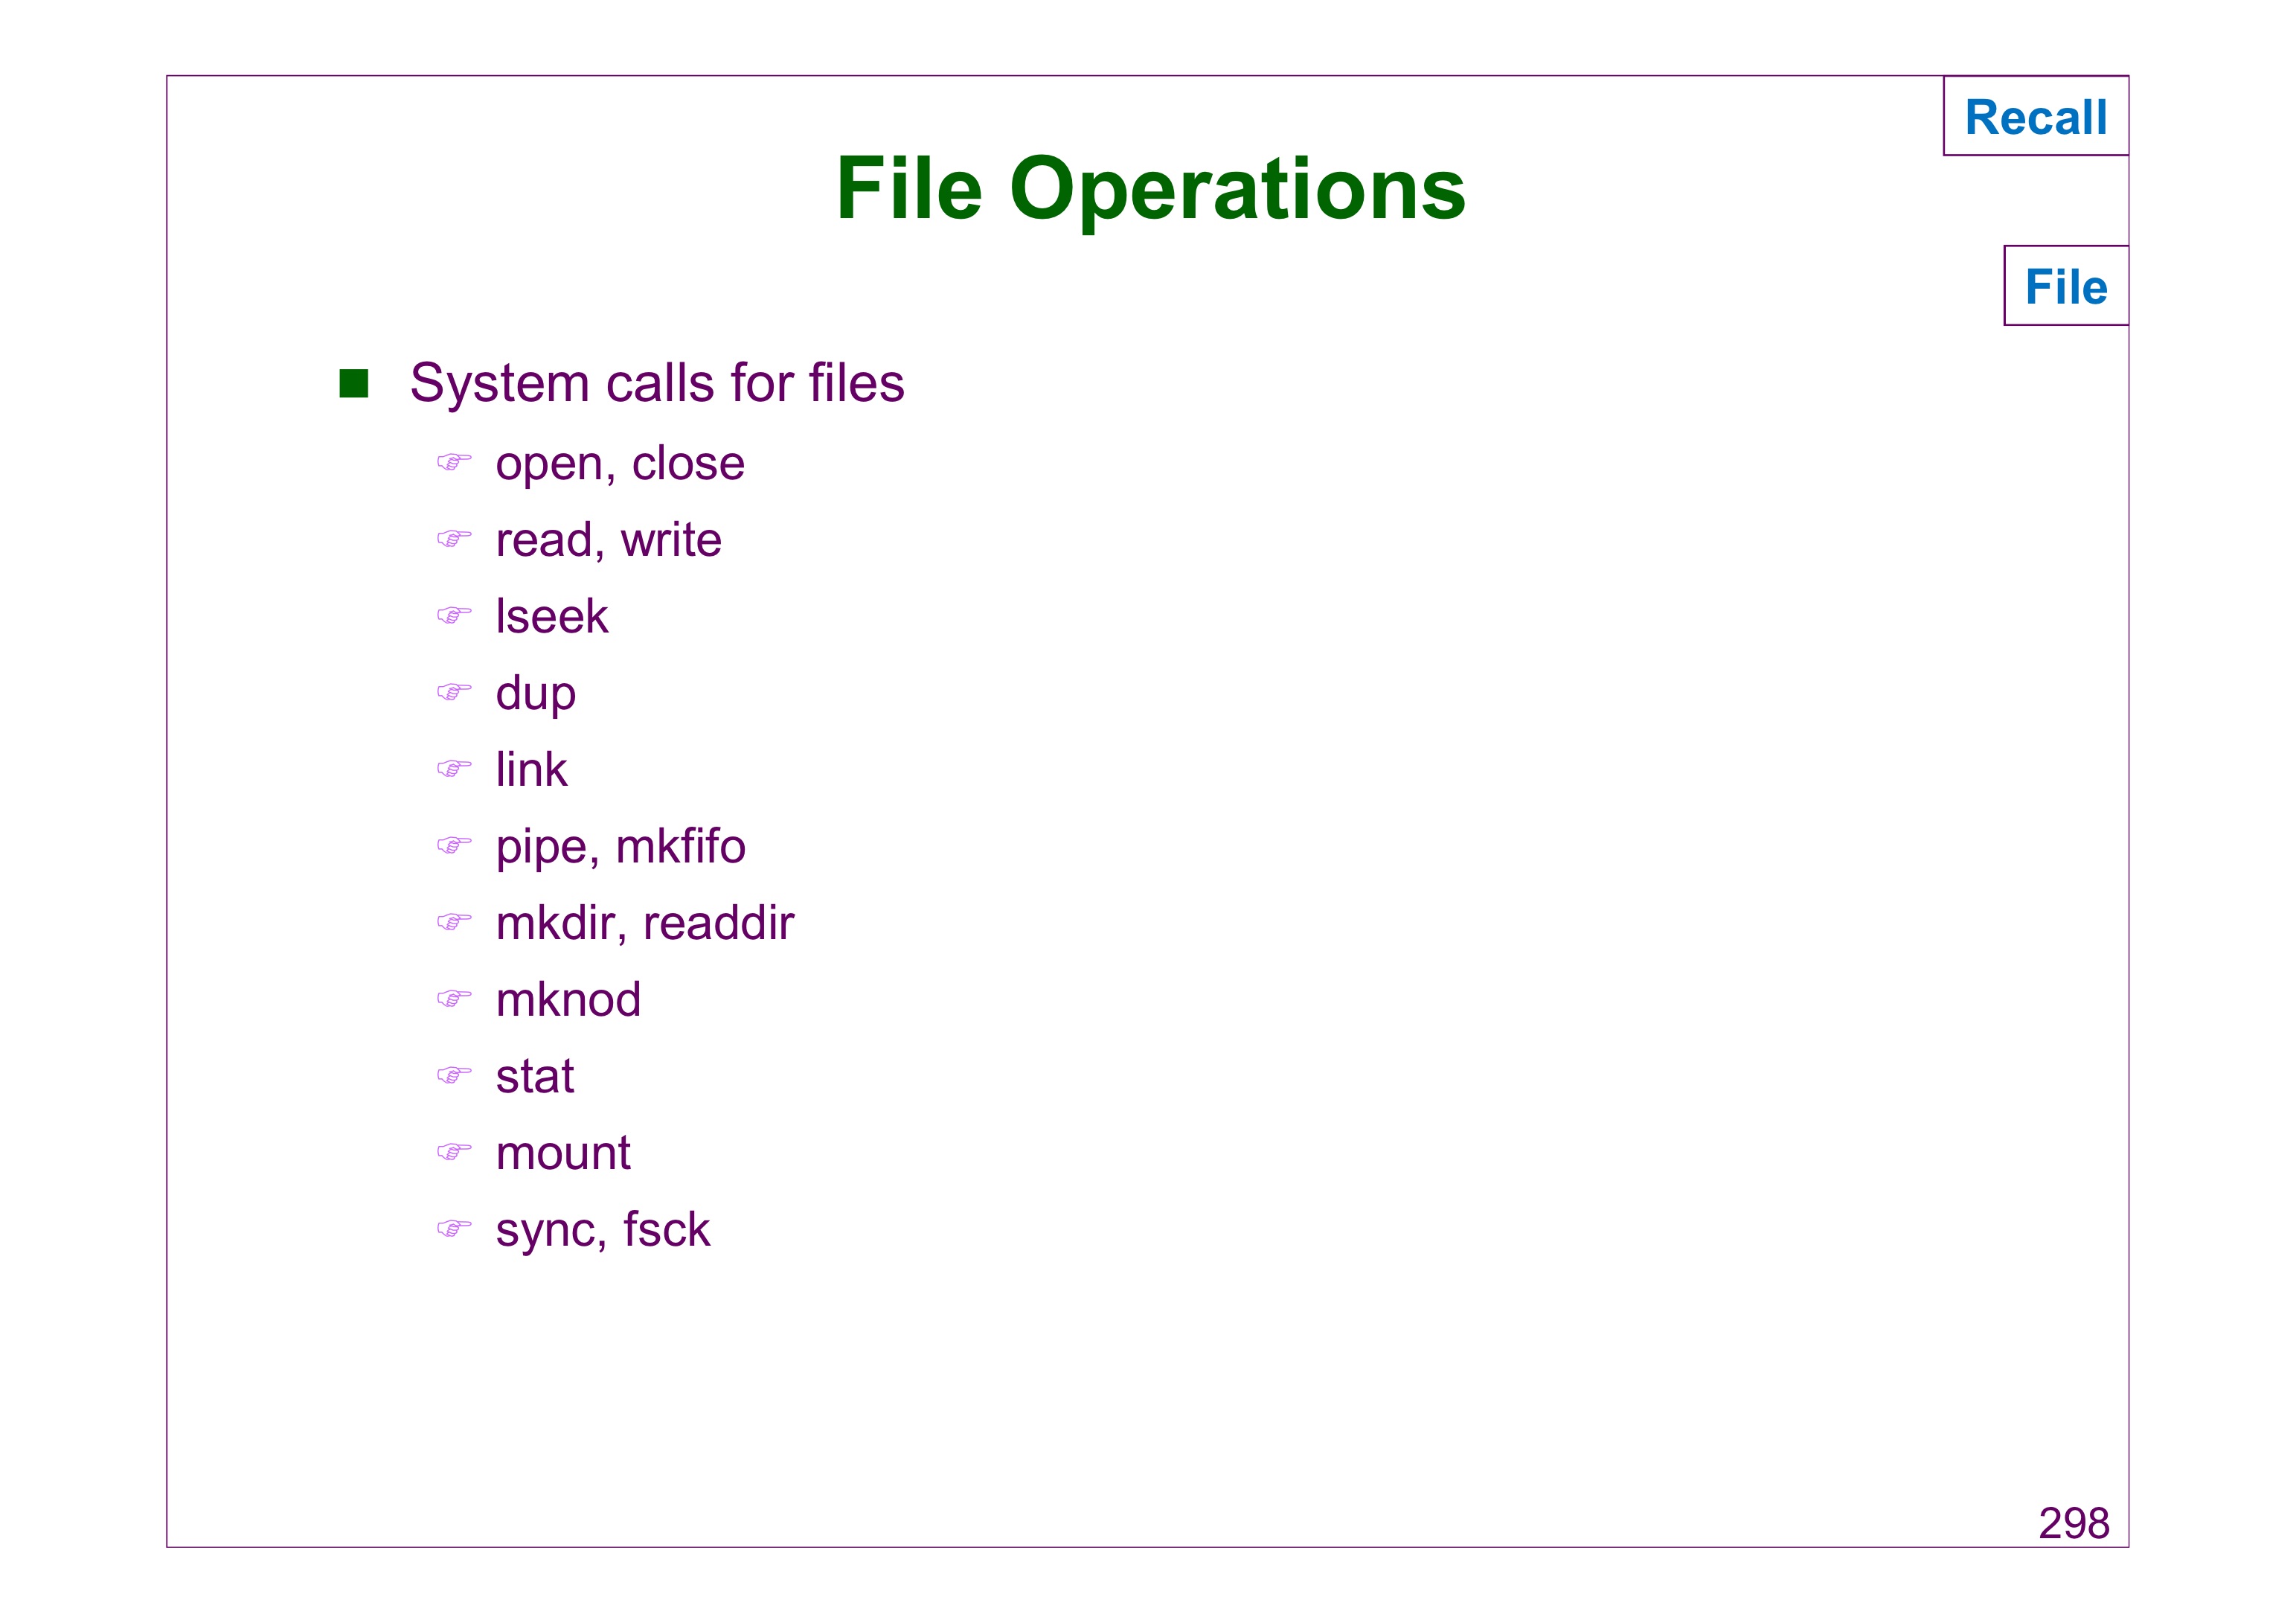 Recall
File Operations
File
System calls for files
open, close
read, write
lseek
dup
link
pipe, mkfifo
mkdir, readdir
mknod
stat
mount
sync, fsck
298